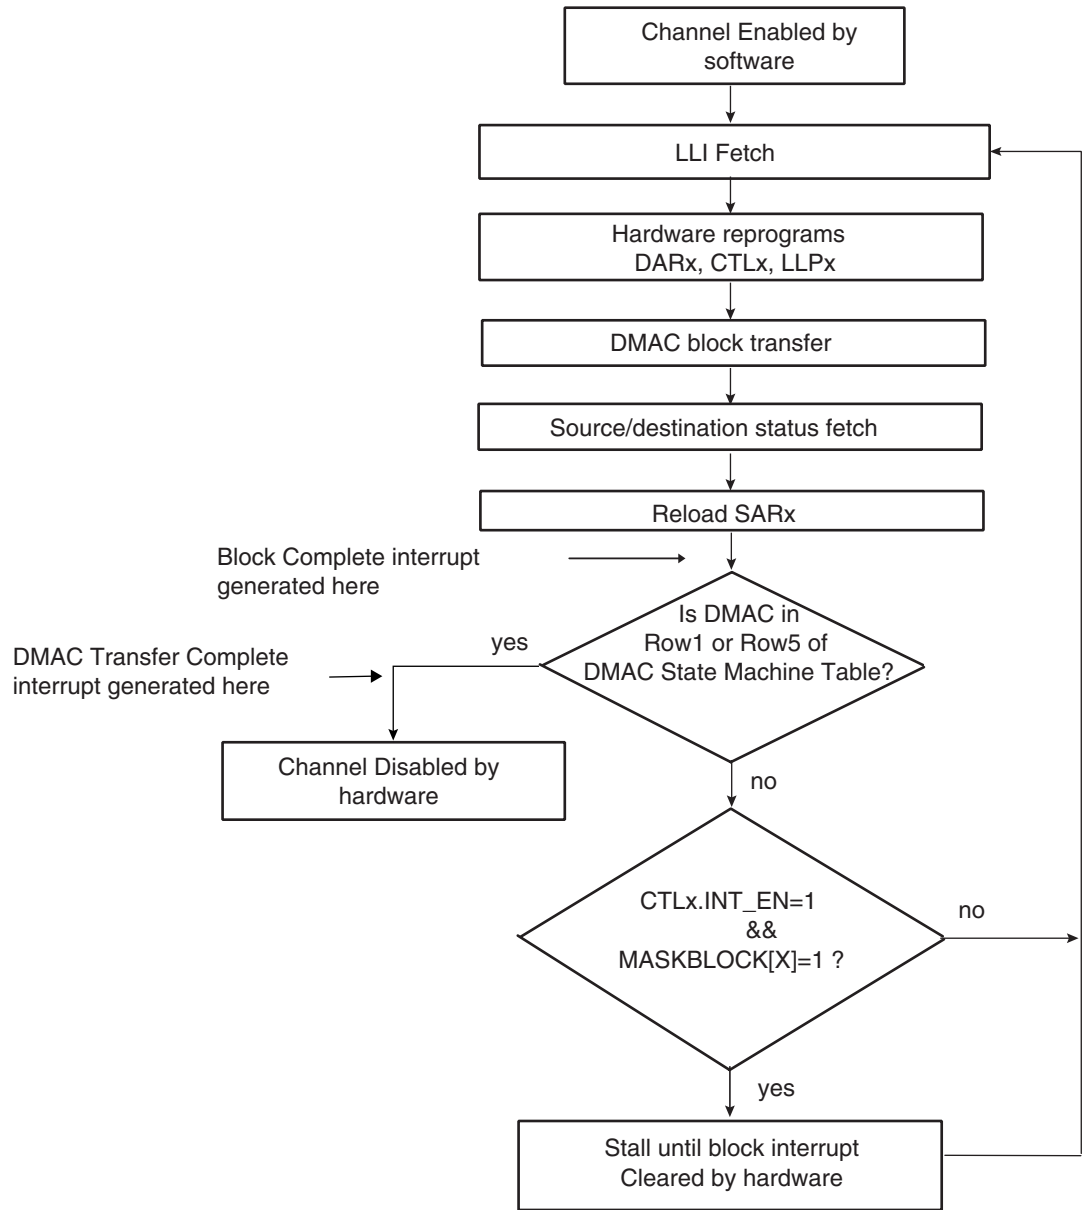 Channel Enabled by
software
LLI Fetch
Hardware reprograms
DARx, CTLx, LLPx
DMAC block transfer
Source/destination status fetch
Reload SARx
Block Complete interrupt
generated here
Is DMAC in
Row1 or Row5 of
DMAC State Machine Table?
yes
DMAC Transfer Complete
interrupt generated here
Channel Disabled by
hardware
no
CTLx.INT_EN=1
&&
MASKBLOCK[X]=1 ?
no
yes
Stall until block interrupt
Cleared by hardware